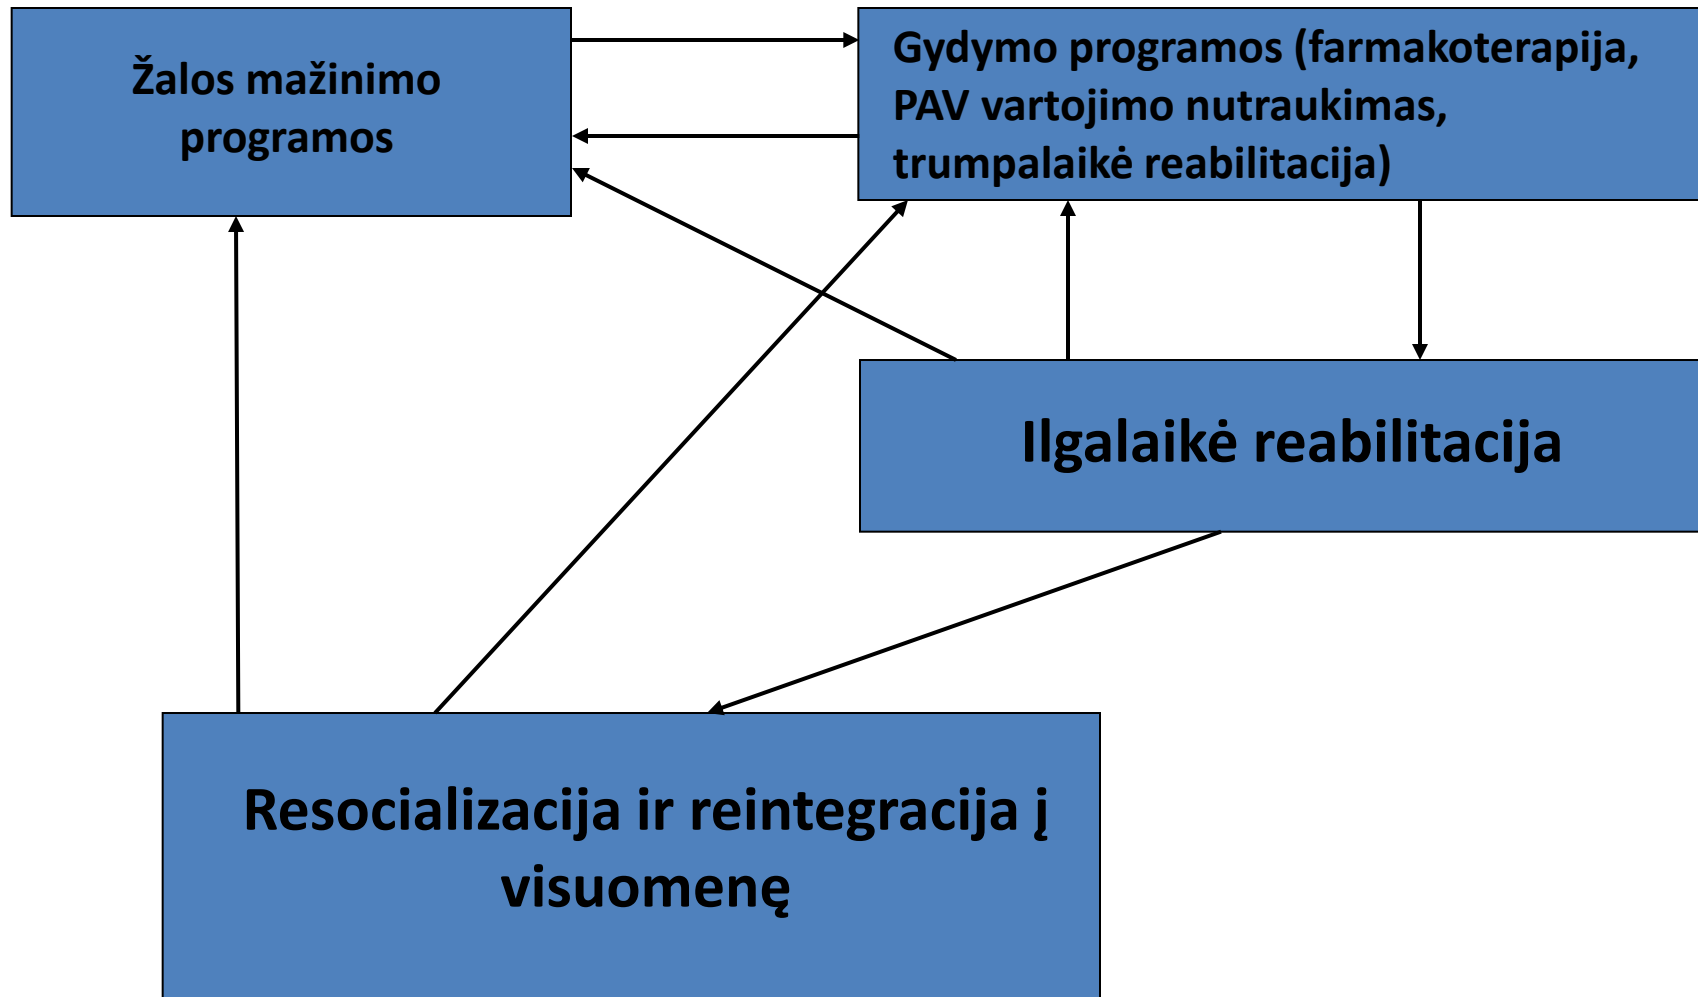 Žalos mažinimo
programos
Gydymo programos (farmakoterapija,
PAV vartojimo nutraukimas,
trumpalaikė reabilitacija)
Ilgalaikė reabilitacija
Resocializacija ir reintegracija į
visuomenę